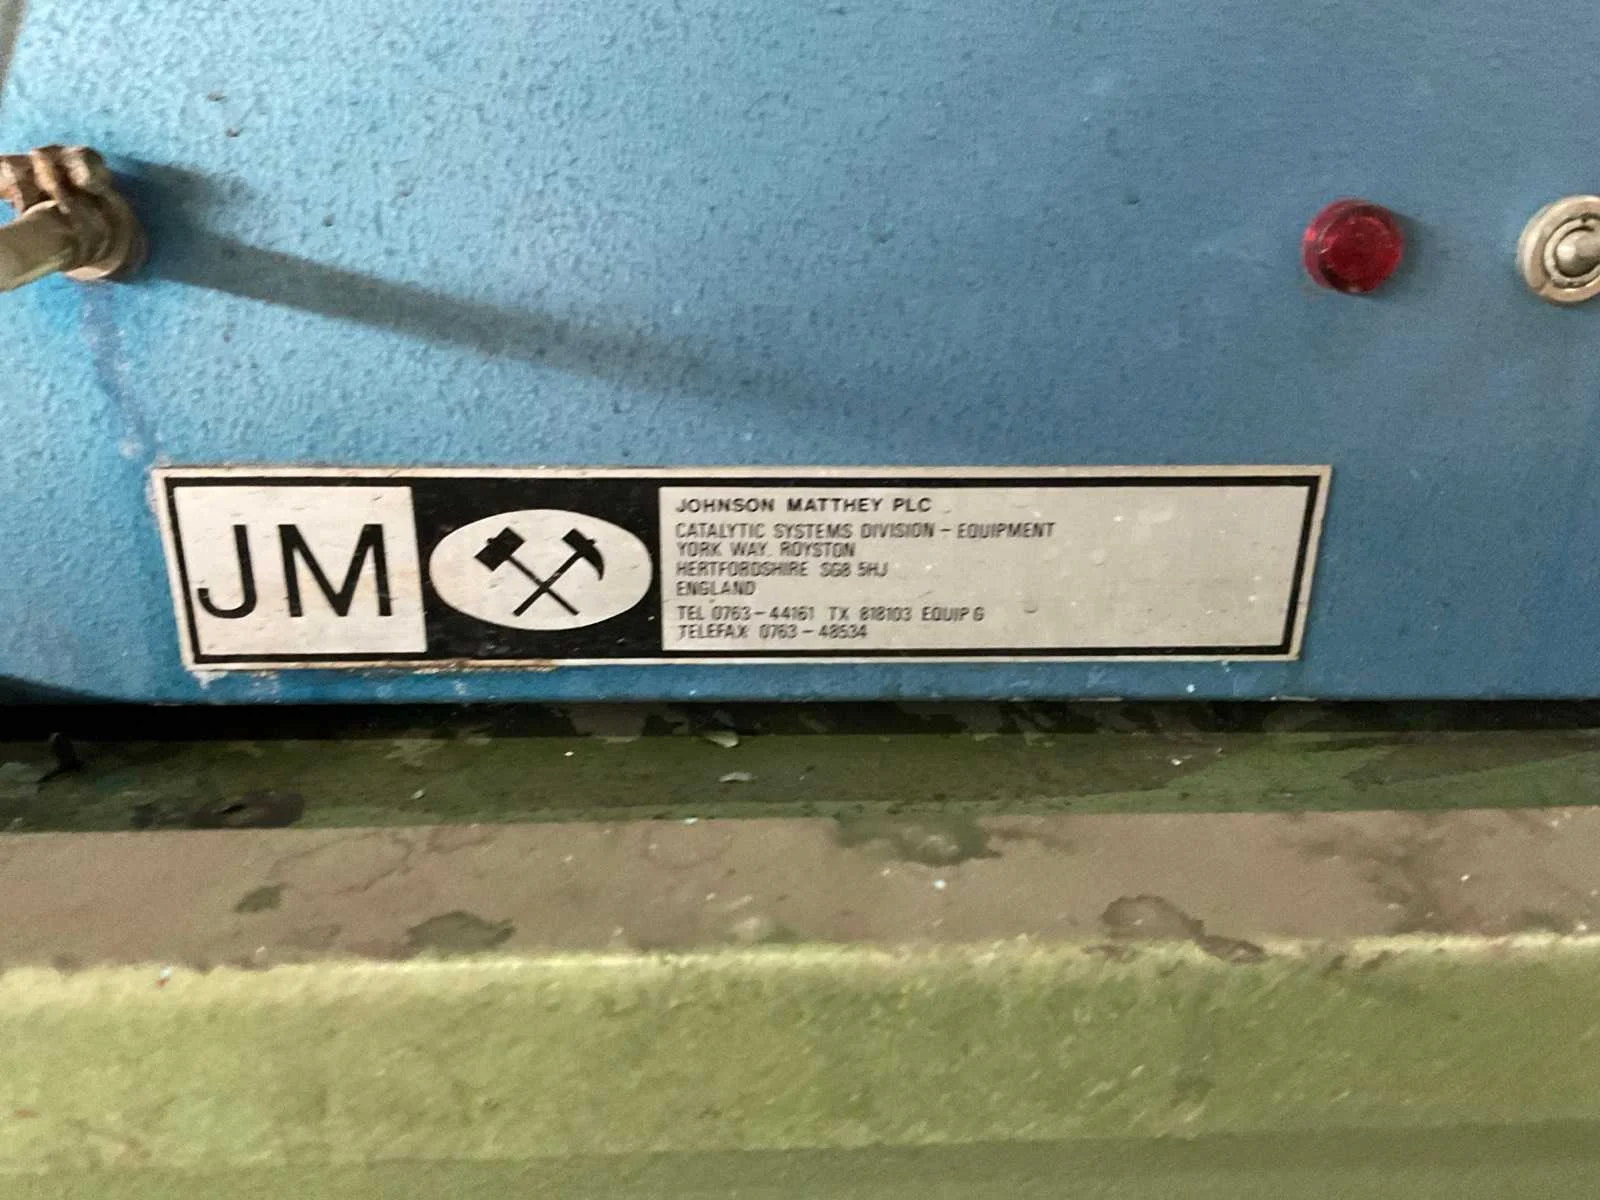 JM
JOHNSON MATTHEY PLC
CATALYTIC SYSTEMS DIVISION – EQUIPMENT
YORK WAY, ROYSTON
HERTFORDSHIRE SG8 5HJ
ENGLAND
TEL 0763–44161 TX 818103 EQUIP G
TELEFAX 0763–48534